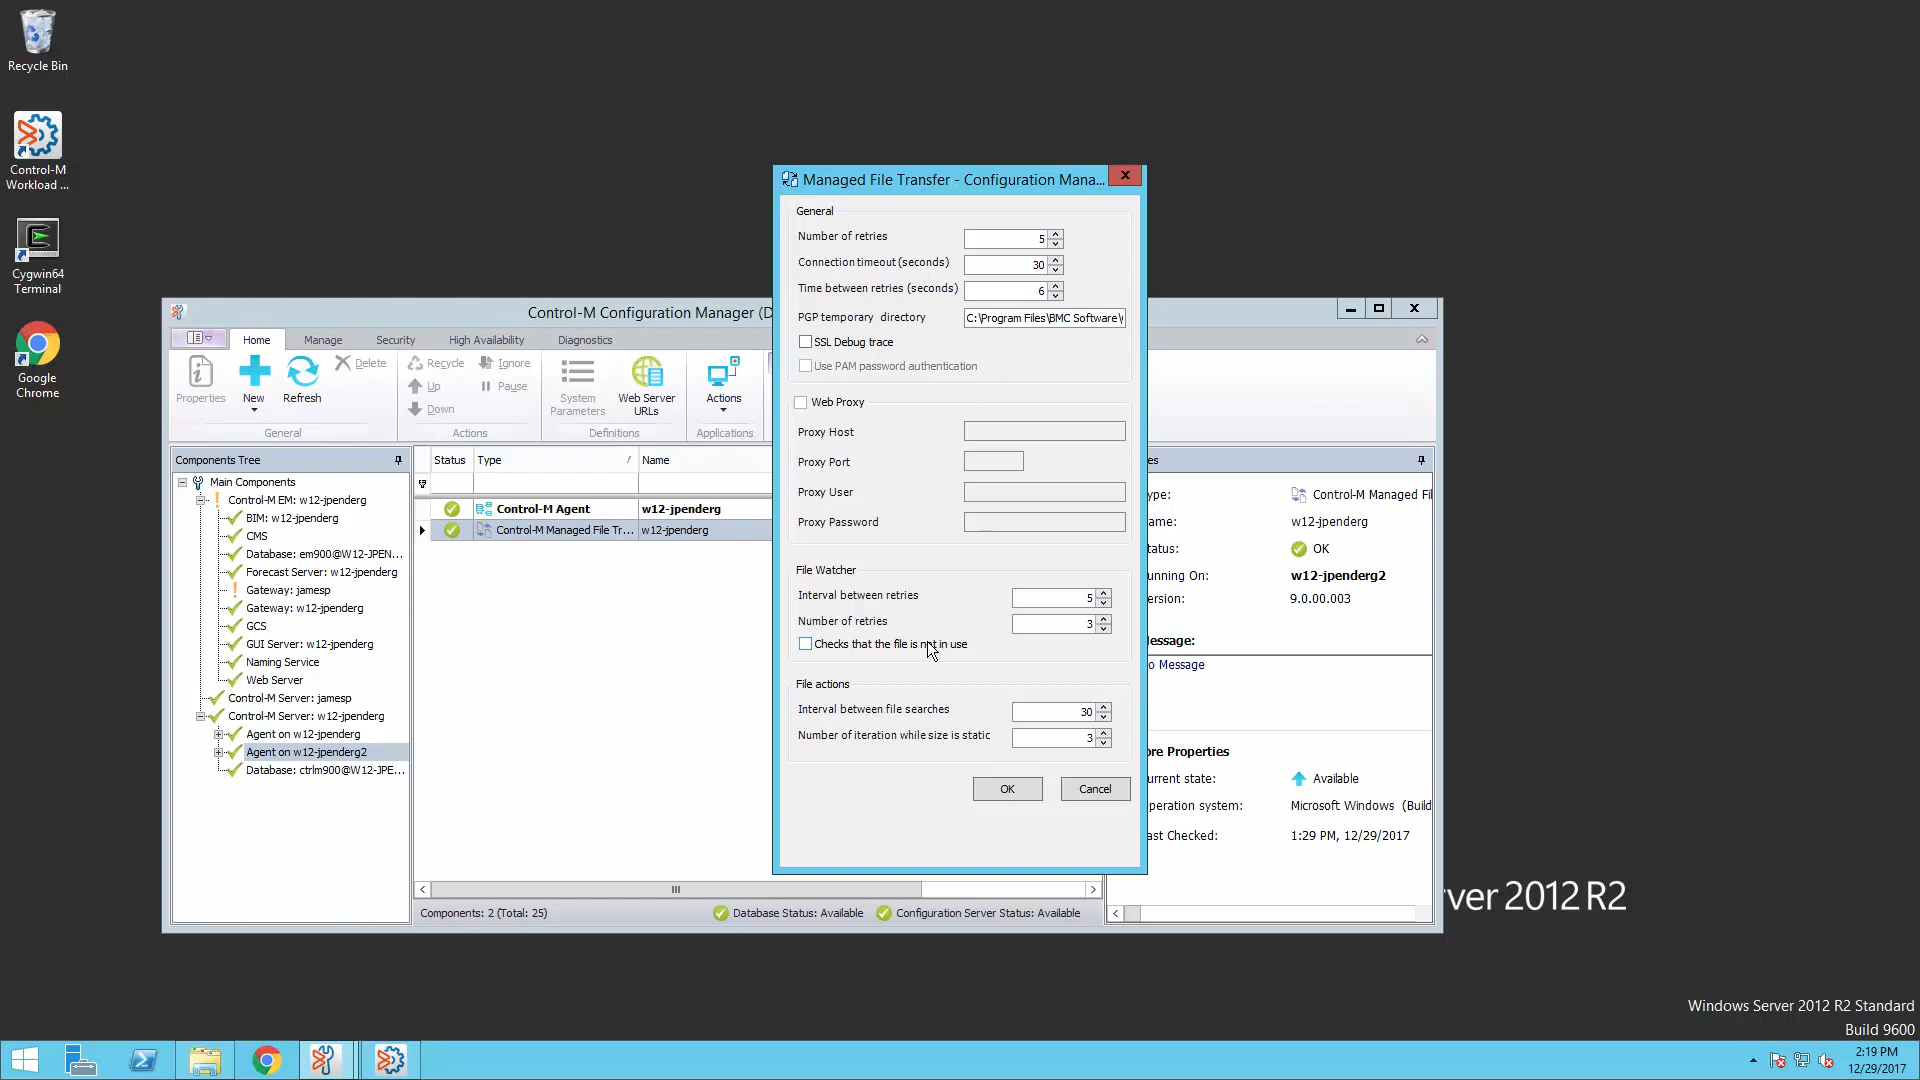 Recycle Bin
Control-M
Workload ...
Cygwin64
Terminal
Google
Chrome
Managed File Transfer - Configuration Mana...
General
Number of retries
5
Connection timeout (seconds)
30
Time between retries (seconds)
6
PGP temporary directory
C:\Program Files\BMC Software\
SSL Debug trace
Use PAM password authentication
Web Proxy
Proxy Host
Proxy Port
Proxy User
Proxy Password
File Watcher
Interval between retries
5
Number of retries
3
Checks that the file is not in use
File actions
Interval between file searches
30
Number of iteration while size is static
3
OK
Cancel
Control-M Configuration Manager (D
Home
Manage
Security
High Availability
Diagnostics
Properties
New
Refresh
Delete
General
Recycle
Ignore
Up
Pause
Down
Actions
System
Parameters
Web Server
URLs
Definitions
Actions
Applications
Components Tree
Main Components
Control-M EM: w12-jpenderg
BIM: w12-jpenderg
CMS
Database: em900@W12-JPEN...
Forecast Server: w12-jpenderg
Gateway: jamesp
Gateway: w12-jpenderg
GCS
GUI Server: w12-jpenderg
Naming Service
Web Server
Control-M Server: jamesp
Control-M Server: w12-jpenderg
Agent on w12-jpenderg
Agent on w12-jpenderg2
Database: ctrlm900@W12-JPE...
Status
Type
Name
Control-M Agent
w12-jpenderg
Control-M Managed File Tr...
w12-jpenderg
Components: 2 (Total: 25)
Database Status: Available
Configuration Server Status: Available
es
ype:
Control-M Managed Fi
ame:
w12-jpenderg
tatus:
OK
unning On:
w12-jpenderg2
ersion:
9.0.00.003
essage:
o Message
ore Properties
urrent state:
Available
perating system:
Microsoft Windows (Build
ast Checked:
1:29 PM, 12/29/2017
ver 2012 R2
Windows Server 2012 R2 Standard
Build 9600
2:19 PM
12/29/2017